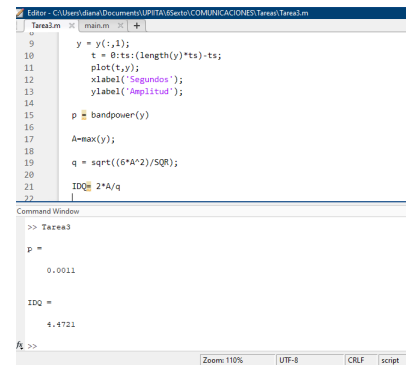 Editor - C:\Users\diana\Documents\UPIITA\6Sexto\COMUNICACIONES\Tareas\Tarea3.m
Tarea3.m × main.m × +
9 y = y(:,1);
10 t = 0:ts:(length(y)*ts)-ts;
11 plot(t,y);
12 xlabel('Segundos');
13 ylabel('Amplitud');
14
15 p = bandpower(y)
16
17 A=max(y);
18
19 q = sqrt((6*A^2)/SQR);
20
21 IDQ= 2*A/q
22
Command Window
>> Tarea3
p =
0.0011
IDQ =
4.4721
fx >>
Zoom: 110% UTF-8 CRLF script